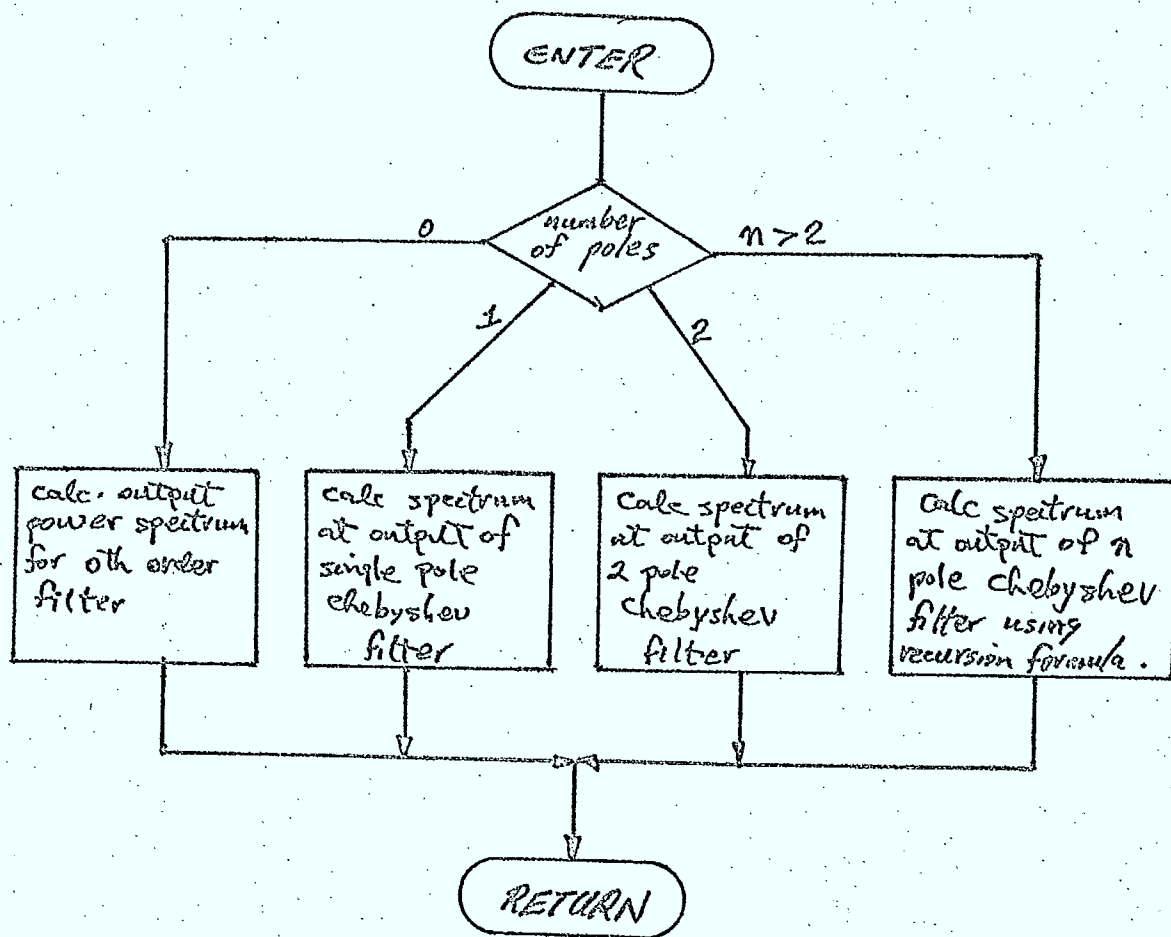 ENTER
number
of poles
0
n>2
1
2
calc. output
power spectrum
for 0th order
filter
calc spectrum
at output of
single pole
chebyshev
filter
Calc spectrum
at output of
2 pole
Chebyshev
filter
Calc spectrum
at output of n
pole chebyshev
filter using
recursion formula.
RETURN